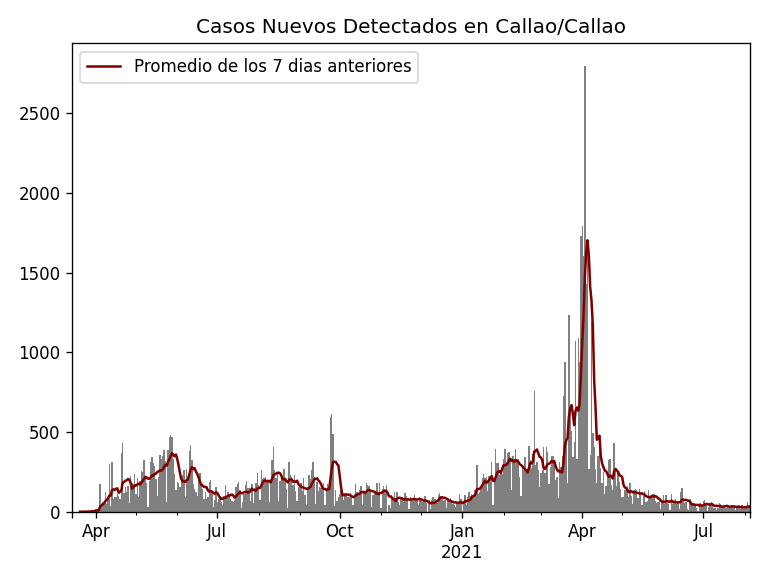 Casos Nuevos Detectados en Callao/Callao
Promedio de los 7 dias anteriores
2500
2000
1500
1000
500
0
Apr Jul Oct Jan Apr Jul
2021